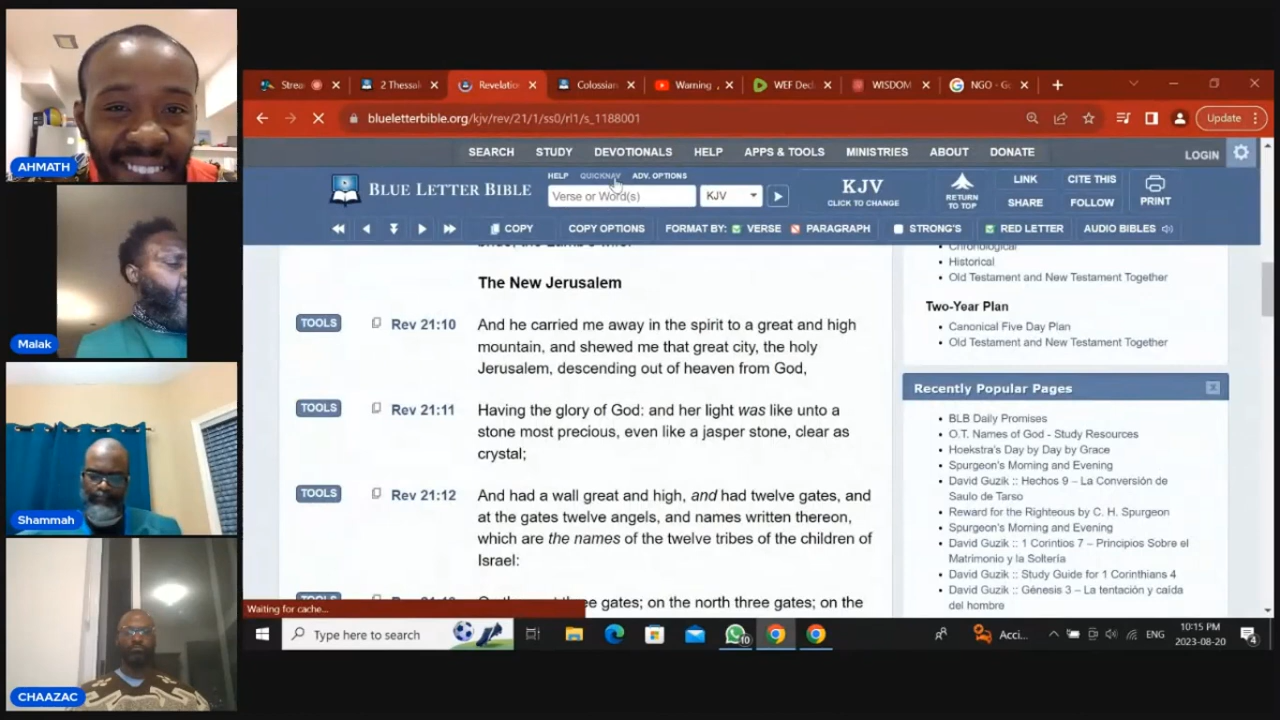 AHMATH
Malak
Shammah
CHAAZAC
Strea
2 Thessal
Revelatio
Colossian
Warning ,
WEF Decl
WISDOM
NGO - Go
blueletterbible.org/kjv/rev/21/1/ss0/rl1/s_1188001
Update
SEARCH STUDY DEVOTIONALS HELP APPS & TOOLS MINISTRIES ABOUT DONATE
LOGIN
BLUE LETTER BIBLE
HELP QUICKNAV ADV. OPTIONS
Verse or Word(s)
KJV
KJV
CLICK TO CHANGE
RETURN
TO TOP
LINK
SHARE
CITE THIS
FOLLOW
PRINT
COPY COPY OPTIONS FORMAT BY: VERSE PARAGRAPH STRONG'S RED LETTER AUDIO BIBLES
bride, the Lamb's wife.
The New Jerusalem
TOOLS Rev 21:10 And he carried me away in the spirit to a great and high
mountain, and shewed me that great city, the holy
Jerusalem, descending out of heaven from God,
TOOLS Rev 21:11 Having the glory of God: and her light was like unto a
stone most precious, even like a jasper stone, clear as
crystal;
TOOLS Rev 21:12 And had a wall great and high, and had twelve gates, and
at the gates twelve angels, and names written thereon,
which are the names of the twelve tribes of the children of
Israel:
gates; on the north three gates; on the
Chronological
Historical
Old Testament and New Testament Together
Two-Year Plan
Canonical Five Day Plan
Old Testament and New Testament Together
Recently Popular Pages
BLB Daily Promises
O.T. Names of God - Study Resources
Hoekstra's Day by Day by Grace
Spurgeon's Morning and Evening
David Guzik :: Hechos 9 – La Conversión de
Saulo de Tarso
Reward for the Righteous by C. H. Spurgeon
Spurgeon's Morning and Evening
David Guzik :: 1 Corintios 7 – Principios Sobre el
Matrimonio y la Soltería
David Guzik :: Study Guide for 1 Corinthians 4
David Guzik :: Génesis 3 – La tentación y caída
del hombre
Waiting for cache...
Type here to search
10
Acci...
ENG
10:15 PM
2023-08-20
4